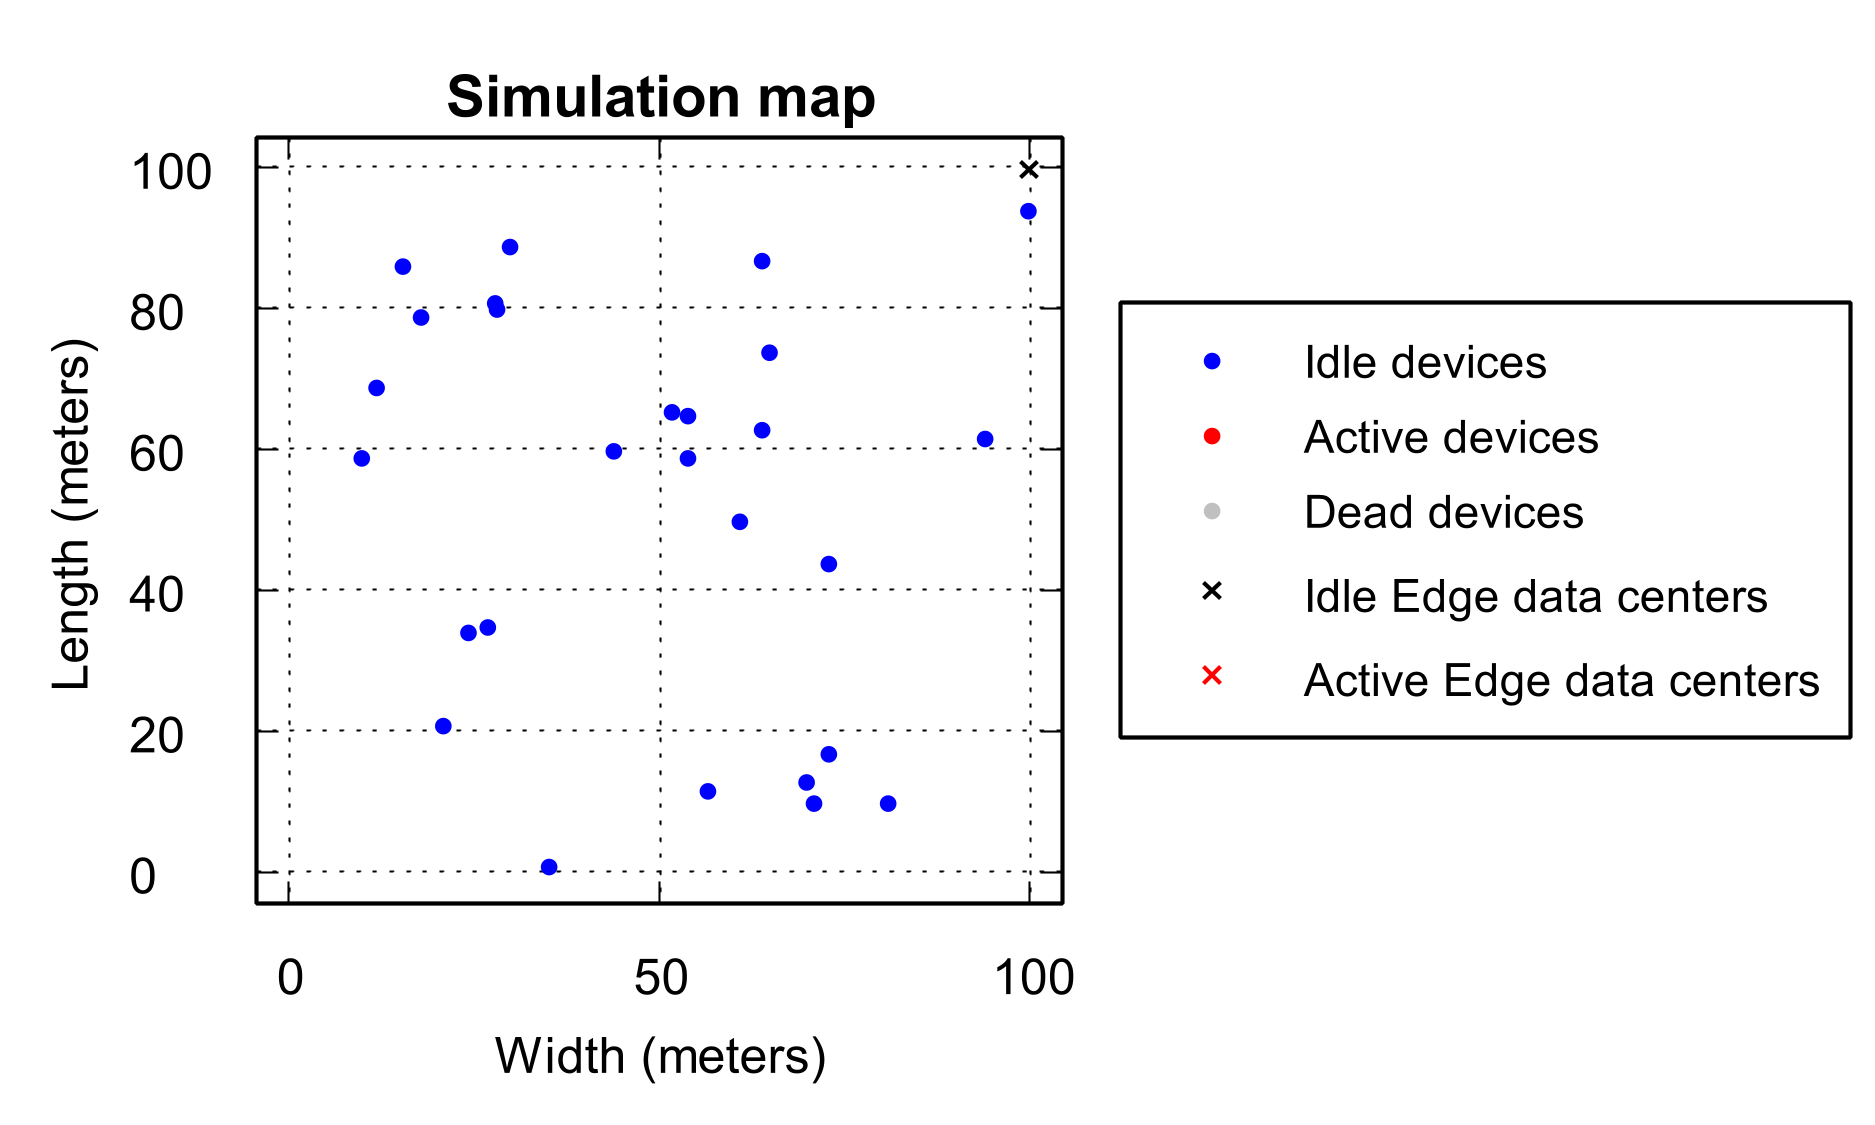 Simulation map
100
80
60
40
20
0
Length (meters)
0 50 100
Width (meters)
Idle devices
Active devices
Dead devices
Idle Edge data centers
Active Edge data centers